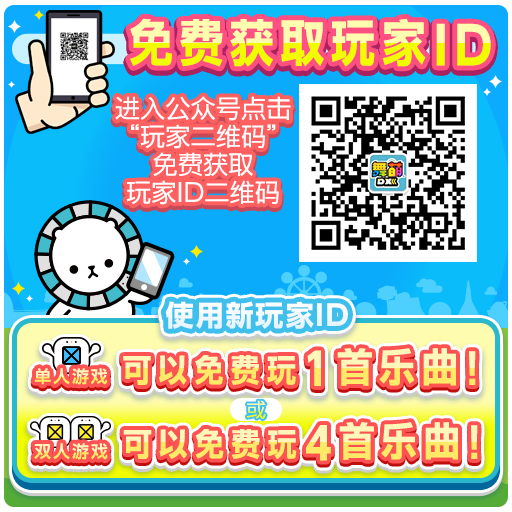 免费获取玩家ID
进入公众号点击
“玩家二维码”
免费获取
玩家ID二维码
舞萌
DX
使用新玩家ID
单人游戏 可以免费玩1首乐曲！
或
双人游戏 可以免费玩4首乐曲！